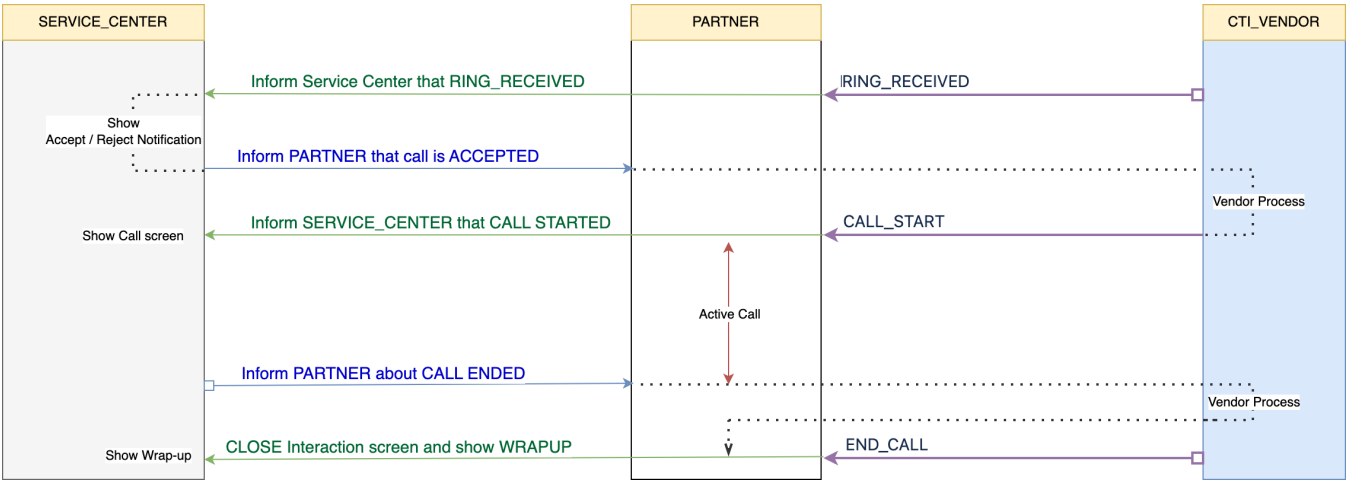 SERVICE_CENTER
PARTNER
CTI_VENDOR
Inform Service Center that RING_RECEIVED
RING_RECEIVED
Show
Accept / Reject Notification
Inform PARTNER that call is ACCEPTED
Vendor Process
Inform SERVICE_CENTER that CALL STARTED
CALL_START
Show Call screen
Active Call
Inform PARTNER about CALL ENDED
Vendor Process
CLOSE Interaction screen and show WRAPUP
END_CALL
Show Wrap-up